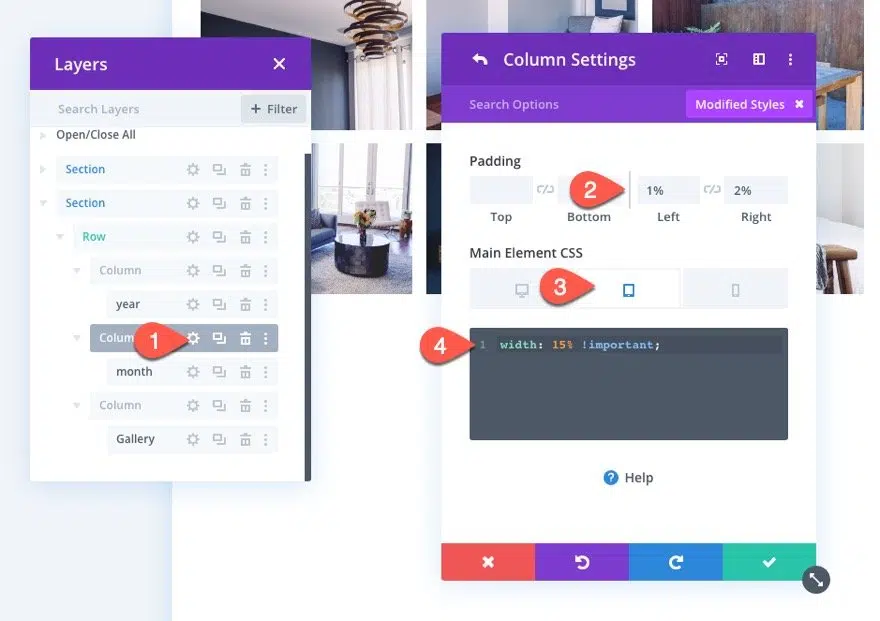 Layers
Search Layers
+ Filter
Open/Close All
Section
Section
Row
Column
year
Colum
1
month
Column
Gallery
Column Settings
Search Options
Modified Styles
Padding
2
1%
2%
Top
Bottom
Left
Right
Main Element CSS
3
4
1 width: 15% !important;
? Help